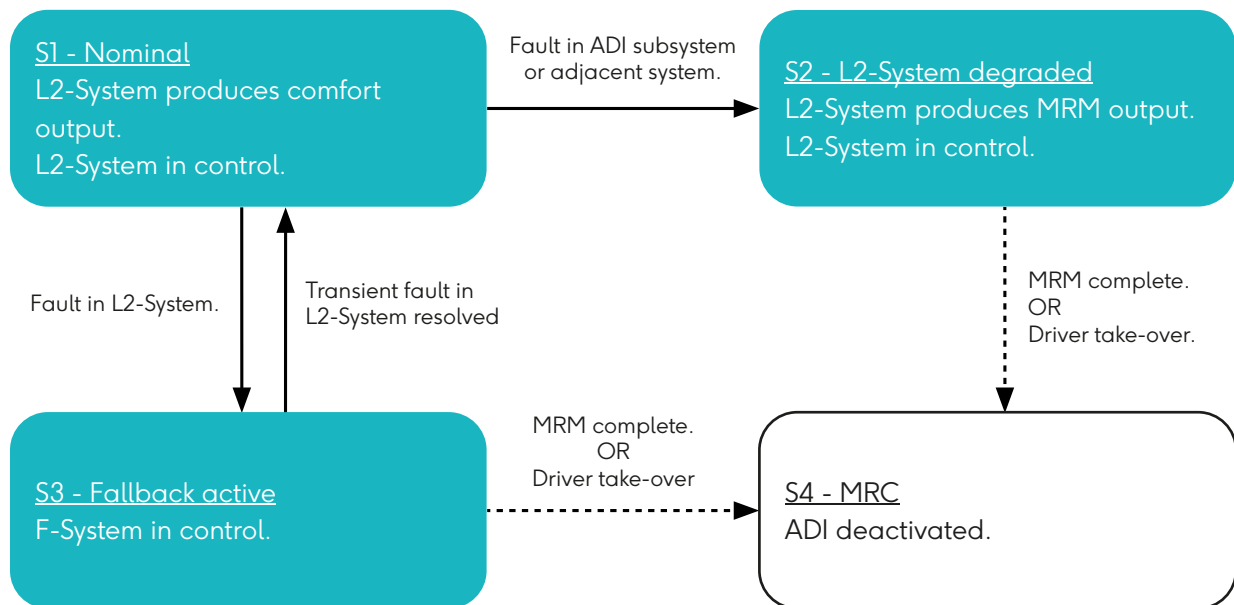 S1 - Nominal
L2-System produces comfort
output.
L2-System in control.
Fault in ADI subsystem
or adjacent system.
S2 - L2-System degraded
L2-System produces MRM output.
L2-System in control.
Fault in L2-System.
Transient fault in
L2-System resolved
MRM complete.
OR
Driver take-over.
S3 - Fallback active
F-System in control.
MRM complete.
OR
Driver take-over
S4 - MRC
ADI deactivated.